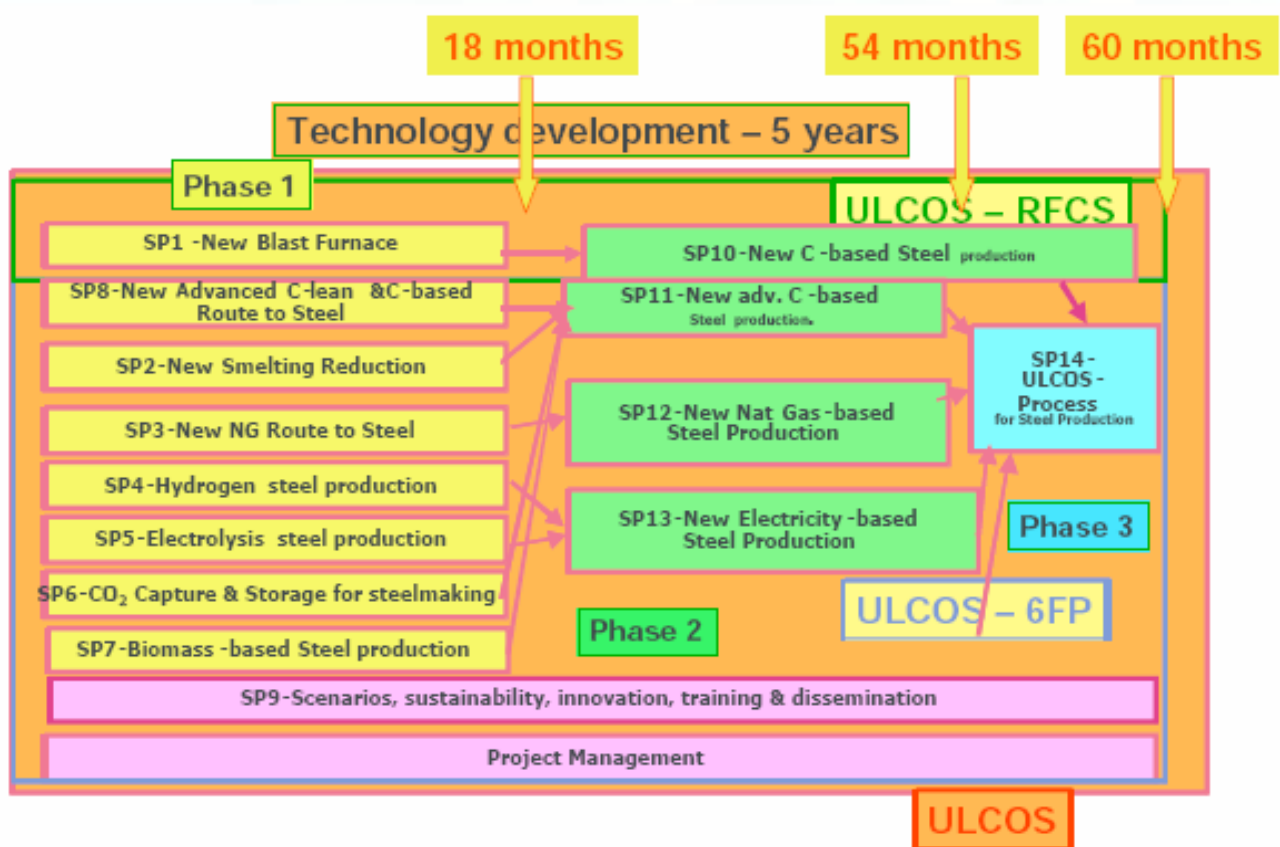 18 months
54 months
60 months
Technology development – 5 years
Phase 1
ULCOS – RFCS
SP1 -New Blast Furnace
SP10-New C -based Steel production
SP8-New Advanced C-lean &C-based
Route to Steel
SP11-New adv. C -based
Steel production.
SP2-New Smelting Reduction
SP14-
ULCOS-
Process
for Steel Production
SP3-New NG Route to Steel
SP12-New Nat Gas -based
Steel Production
SP4-Hydrogen steel production
SP5-Electrolysis steel production
SP13-New Electricity -based
Steel Production
Phase 3
SP6-CO₂ Capture & Storage for steelmaking
ULCOS – 6FP
Phase 2
SP7-Biomass -based Steel production
SP9-Scenarios, sustainability, innovation, training & dissemination
Project Management
ULCOS